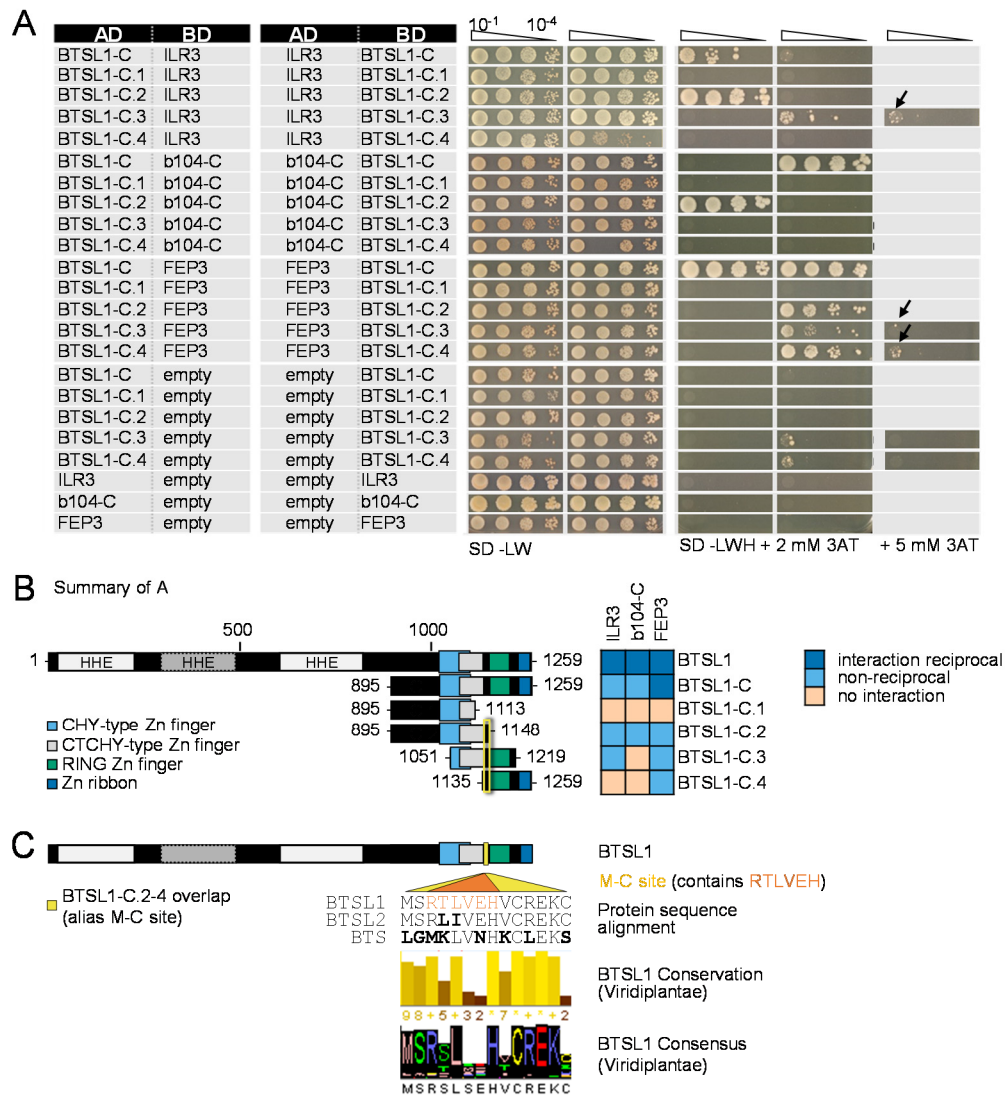 A
AD BD AD BD
10-1 10-4
BTSL1-C ILR3 ILR3 BTSL1-C
BTSL1-C.1 ILR3 ILR3 BTSL1-C.1
BTSL1-C.2 ILR3 ILR3 BTSL1-C.2
BTSL1-C.3 ILR3 ILR3 BTSL1-C.3
BTSL1-C.4 ILR3 ILR3 BTSL1-C.4
BTSL1-C b104-C b104-C BTSL1-C
BTSL1-C.1 b104-C b104-C BTSL1-C.1
BTSL1-C.2 b104-C b104-C BTSL1-C.2
BTSL1-C.3 b104-C b104-C BTSL1-C.3
BTSL1-C.4 b104-C b104-C BTSL1-C.4
BTSL1-C FEP3 FEP3 BTSL1-C
BTSL1-C.1 FEP3 FEP3 BTSL1-C.1
BTSL1-C.2 FEP3 FEP3 BTSL1-C.2
BTSL1-C.3 FEP3 FEP3 BTSL1-C.3
BTSL1-C.4 FEP3 FEP3 BTSL1-C.4
BTSL1-C empty empty BTSL1-C
BTSL1-C.1 empty empty BTSL1-C.1
BTSL1-C.2 empty empty BTSL1-C.2
BTSL1-C.3 empty empty BTSL1-C.3
BTSL1-C.4 empty empty BTSL1-C.4
ILR3 empty empty ILR3
b104-C empty empty b104-C
FEP3 empty empty FEP3
SD -LW SD -LWH + 2 mM 3AT + 5 mM 3AT
B Summary of A
500 1000
1 HHE HHE HHE 1259
895 1259
895 1113
895 1148
1051 1219
1135 1259
CHY-type Zn finger
CTCHY-type Zn finger
RING Zn finger
Zn ribbon
ILR3 b104-C FEP3
BTSL1
BTSL1-C
BTSL1-C.1
BTSL1-C.2
BTSL1-C.3
BTSL1-C.4
interaction reciprocal
non-reciprocal
no interaction
C
BTSL1
BTSL1-C.2-4 overlap
(alias M-C site)
M-C site (contains RTLVEH)
BTSL1 MSRTLVEHVCREKC
BTSL2 MSRLIVEHVCREKC
BTS LGMKLVNHKCLEKS
Protein sequence
alignment
BTSL1 Conservation
(Viridiplantae)
98+5+32*7*+*+2
BTSL1 Consensus
(Viridiplantae)
MSRSLSEHVCREKC